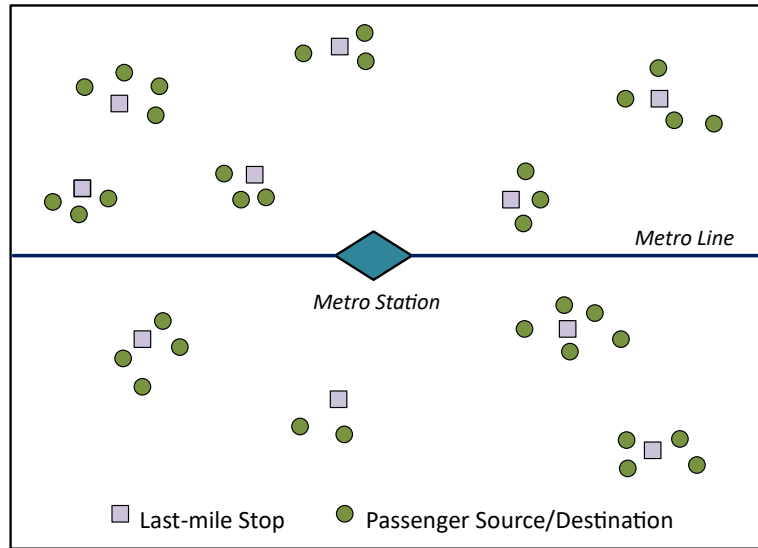 Metro Line
Metro Station
Last-mile Stop
Passenger Source/Destination